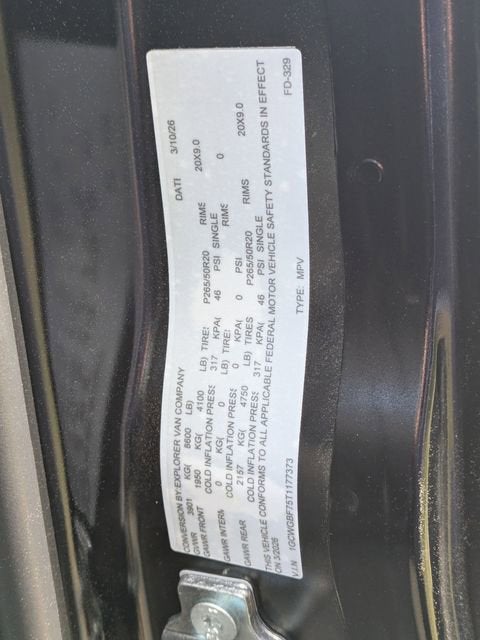 CONVERSION BY:EXPLORER VAN COMPANY DATE 3/10/26
GVWR 3901 KG( 8600 LB)
GAWR FRONT 1950 KG( 4100 LB) TIRES P265/50R20 RIMS 20X9.0
COLD INFLATION PRESS 317 KPA( 46 PSI SINGLE
GAWR INTERM 0 KG( 0 LB) TIRES RIMS 0
COLD INFLATION PRESS 0 KPA( 0 PSI
GAWR REAR 2157 KG( 4750 LB) TIRES P265/50R20 RIMS 20X9.0
COLD INFLATION PRESS 317 KPA( 46 PSI SINGLE
THIS VEHICLE CONFORMS TO ALL APPLICABLE FEDERAL MOTOR VEHICLE SAFETY STANDARDS IN EFFECT
ON 3/2026
V.I.N. 1GCWGBF75T1177373 TYPE: MPV FD-329